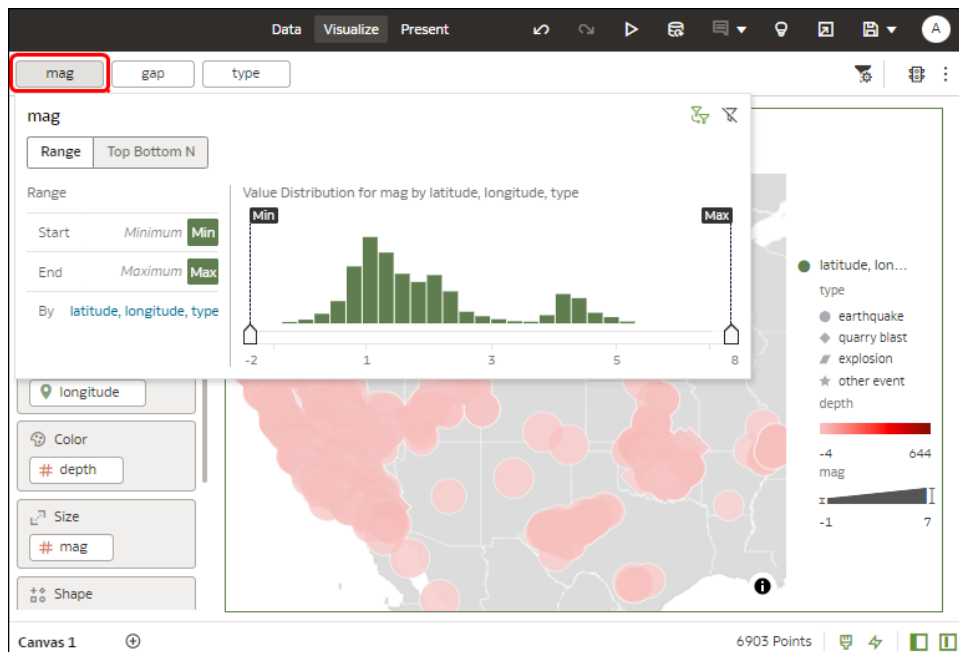 Data Visualize Present A
mag gap type
mag
Range Top Bottom N
Range
Start Minimum Min
End Maximum Max
By latitude, longitude, type
Value Distribution for mag by latitude, longitude, type
Min Max
-2 1 3 5 8
longitude
Color
# depth
Size
# mag
Shape
latitude, lon...
type
earthquake
quarry blast
explosion
other event
depth
-4 644
mag
-1 7
i
Canvas 1 6903 Points